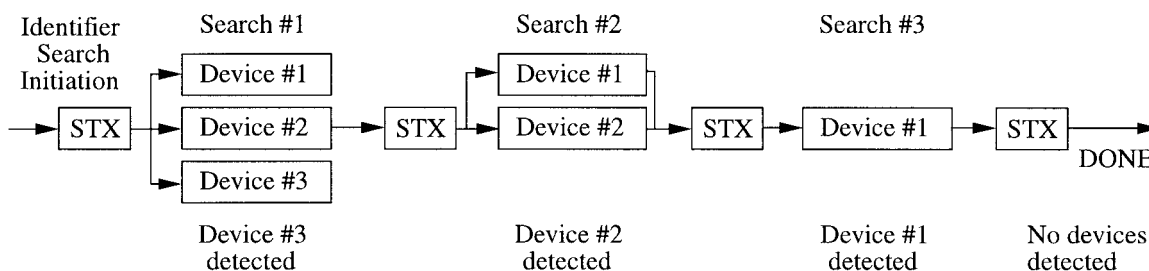 Identifier
Search
Initiation
STX
Search #1
Device #1
Device #2
Device #3
Device #3
detected
STX
Search #2
Device #1
Device #2
Device #2
detected
STX
Search #3
Device #1
Device #1
detected
STX
DONE
No devices
detected